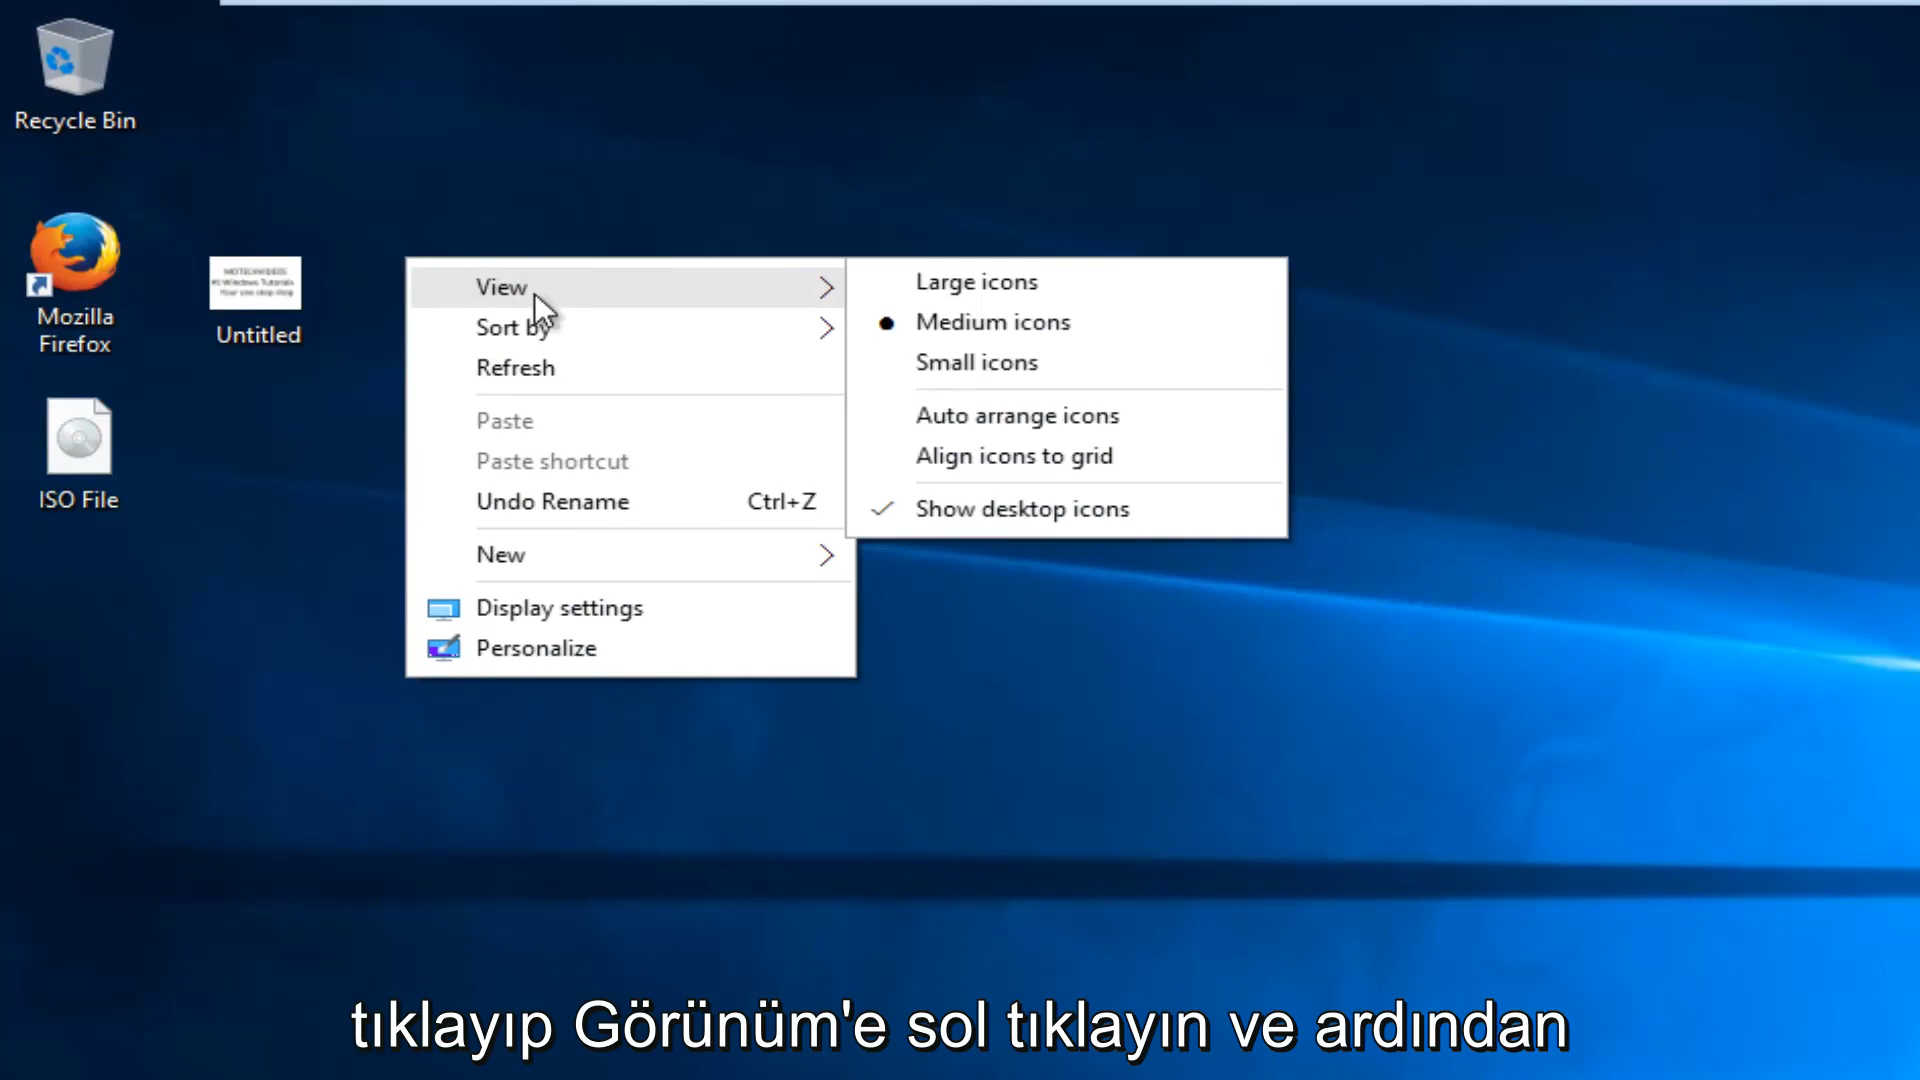 Recycle Bin
Mozilla
Firefox
Untitled
ISO File
View
Sort by
Refresh
Paste
Paste shortcut
Undo Rename Ctrl+Z
New
Display settings
Personalize
Large icons
Medium icons
Small icons
Auto arrange icons
Align icons to grid
Show desktop icons
tıklayıp Görünüm'e sol tıklayın ve ardından